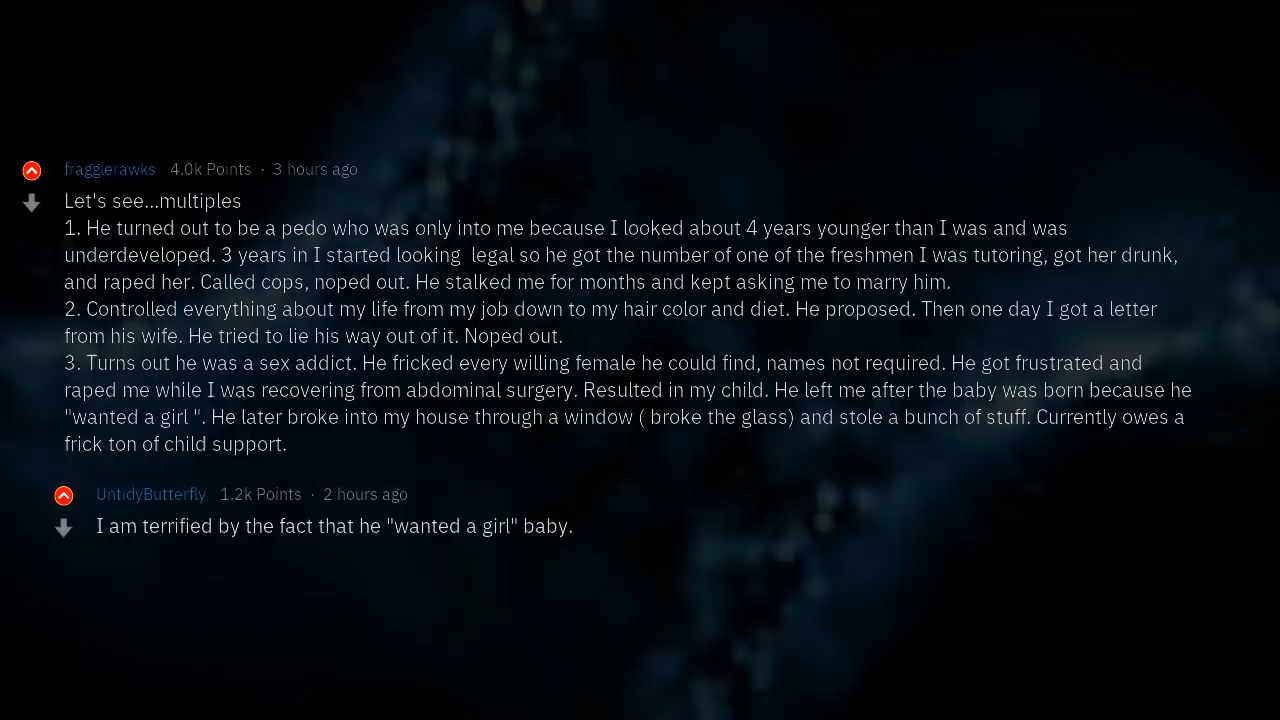 fragglerawks 4.0k Points · 3 hours ago
Let's see...multiples
1. He turned out to be a pedo who was only into me because I looked about 4 years younger than I was and was
underdeveloped. 3 years in I started looking  legal so he got the number of one of the freshmen I was tutoring, got her drunk,
and raped her. Called cops, noped out. He stalked me for months and kept asking me to marry him.
2. Controlled everything about my life from my job down to my hair color and diet. He proposed. Then one day I got a letter
from his wife. He tried to lie his way out of it. Noped out.
3. Turns out he was a sex addict. He fricked every willing female he could find, names not required. He got frustrated and
raped me while I was recovering from abdominal surgery. Resulted in my child. He left me after the baby was born because he
"wanted a girl ". He later broke into my house through a window ( broke the glass) and stole a bunch of stuff. Currently owes a
frick ton of child support.
UntidyButterfly 1.2k Points · 2 hours ago
I am terrified by the fact that he "wanted a girl" baby.